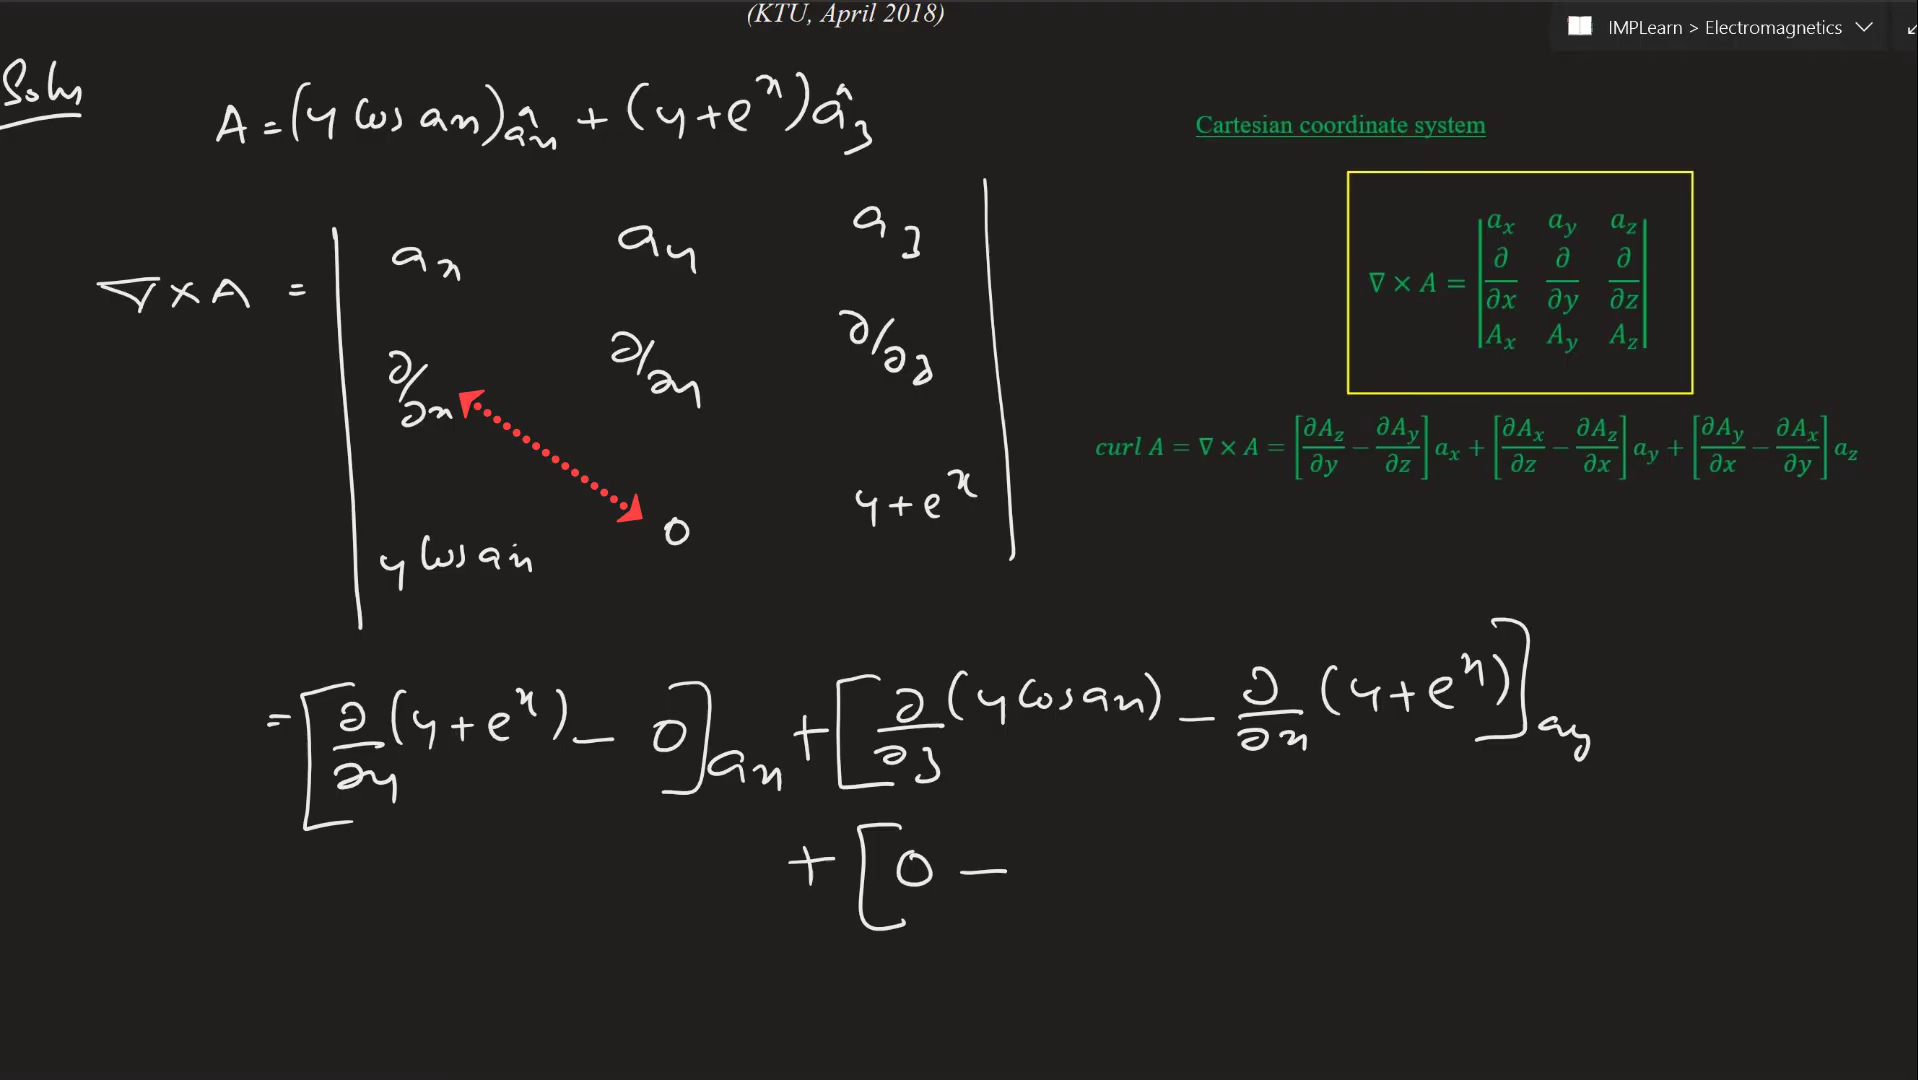 (KTU, April 2018)
IMPLearn > Electromagnetics
Soln
A = (y cos ax) âx + (y + e^x) âz
Cartesian coordinate system
∇ × A = | ax ay az |
| ∂/∂x ∂/∂y ∂/∂z |
| y cos ax 0 y + e^x |
∇ × A = | ax ay az |
| ∂/∂x ∂/∂y ∂/∂z |
| Ax Ay Az |
curl A = ∇ × A = [∂Az/∂y − ∂Ay/∂z] ax + [∂Ax/∂z − ∂Az/∂x] ay + [∂Ay/∂x − ∂Ax/∂y] az
= [∂/∂y (y + e^x) − 0] ax + [∂/∂z (y cos ax) − ∂/∂x (y + e^x)] ay
+ [0 −